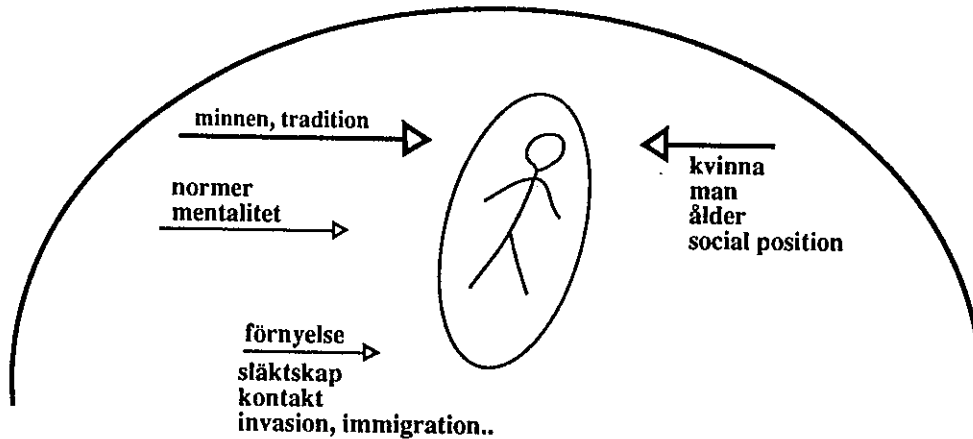 minnen, tradition
normer
mentalitet
förnyelse
släktskap
kontakt
invasion, immigration..
kvinna
man
ålder
social position